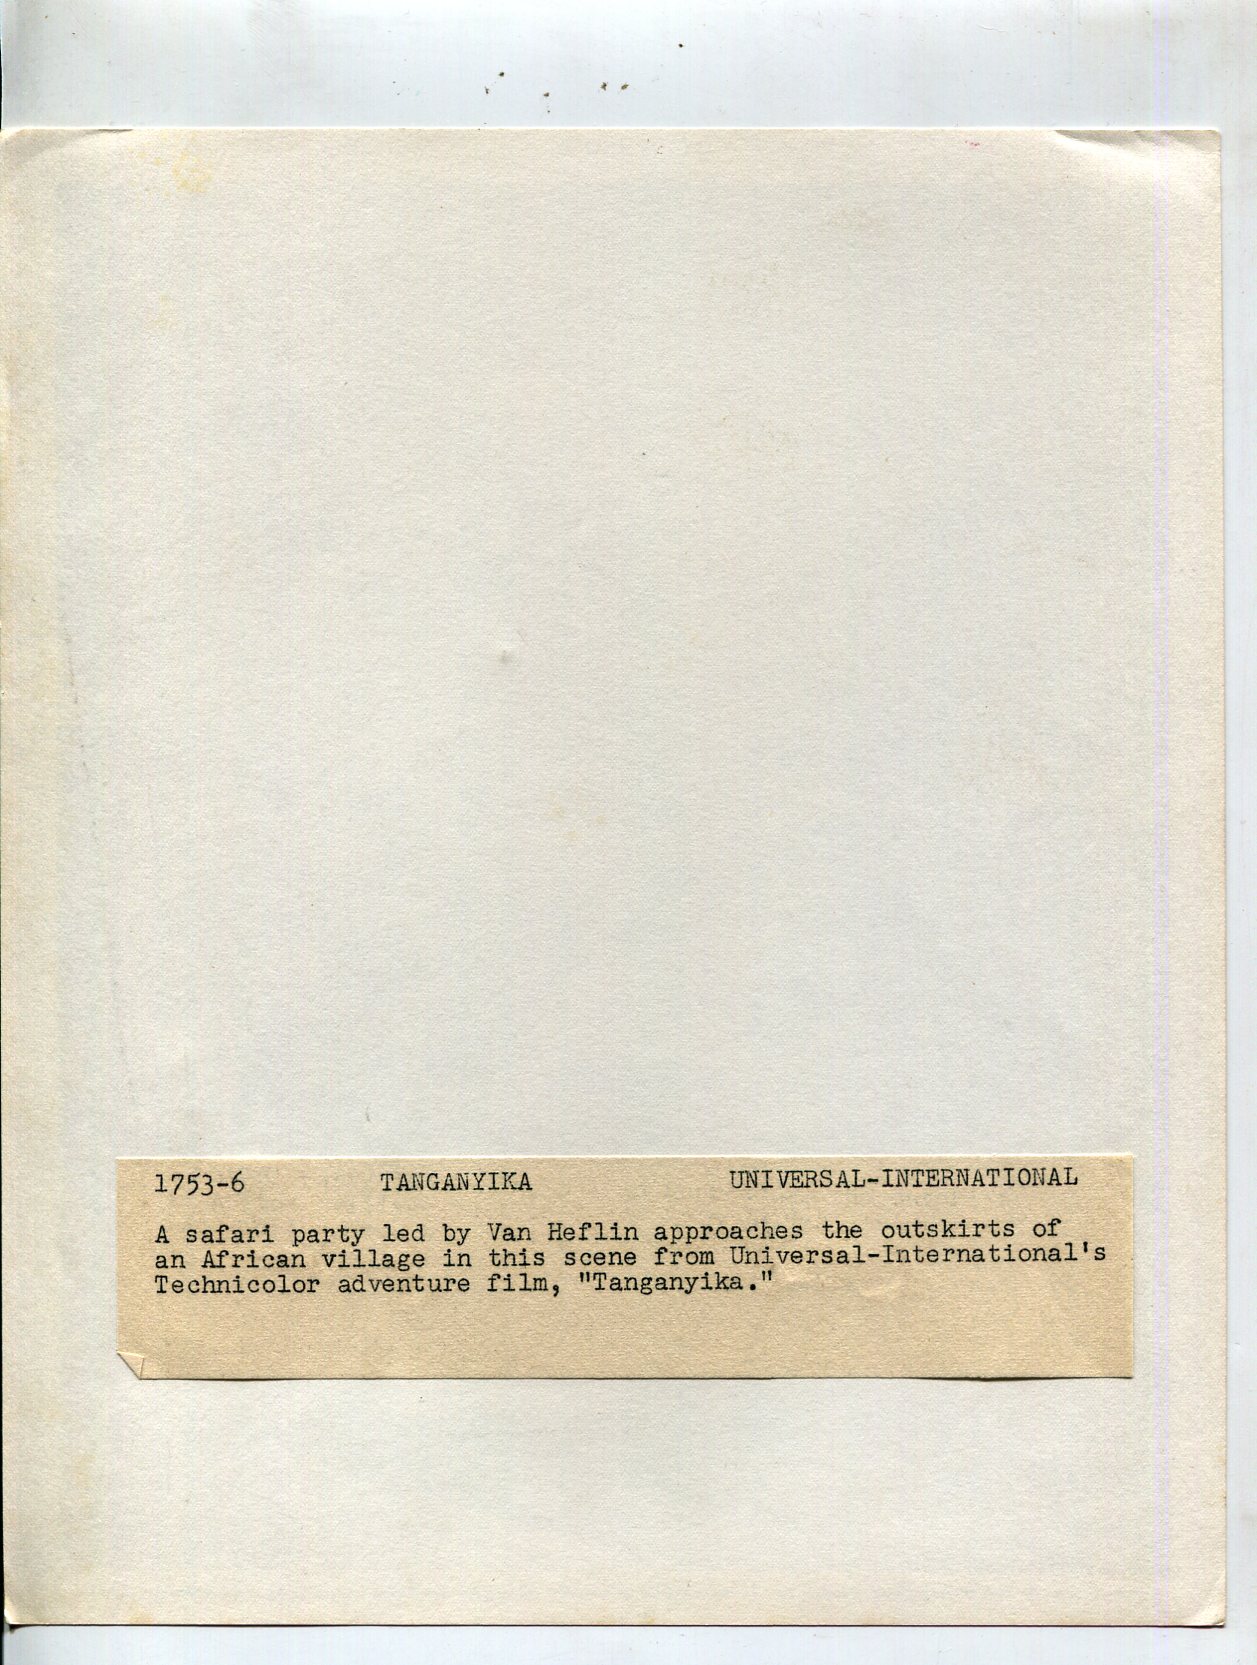 1753-6 TANGANYIKA UNIVERSAL-INTERNATIONAL
A safari party led by Van Heflin approaches the outskirts of
an African village in this scene from Universal-International's
Technicolor adventure film, "Tanganyika."